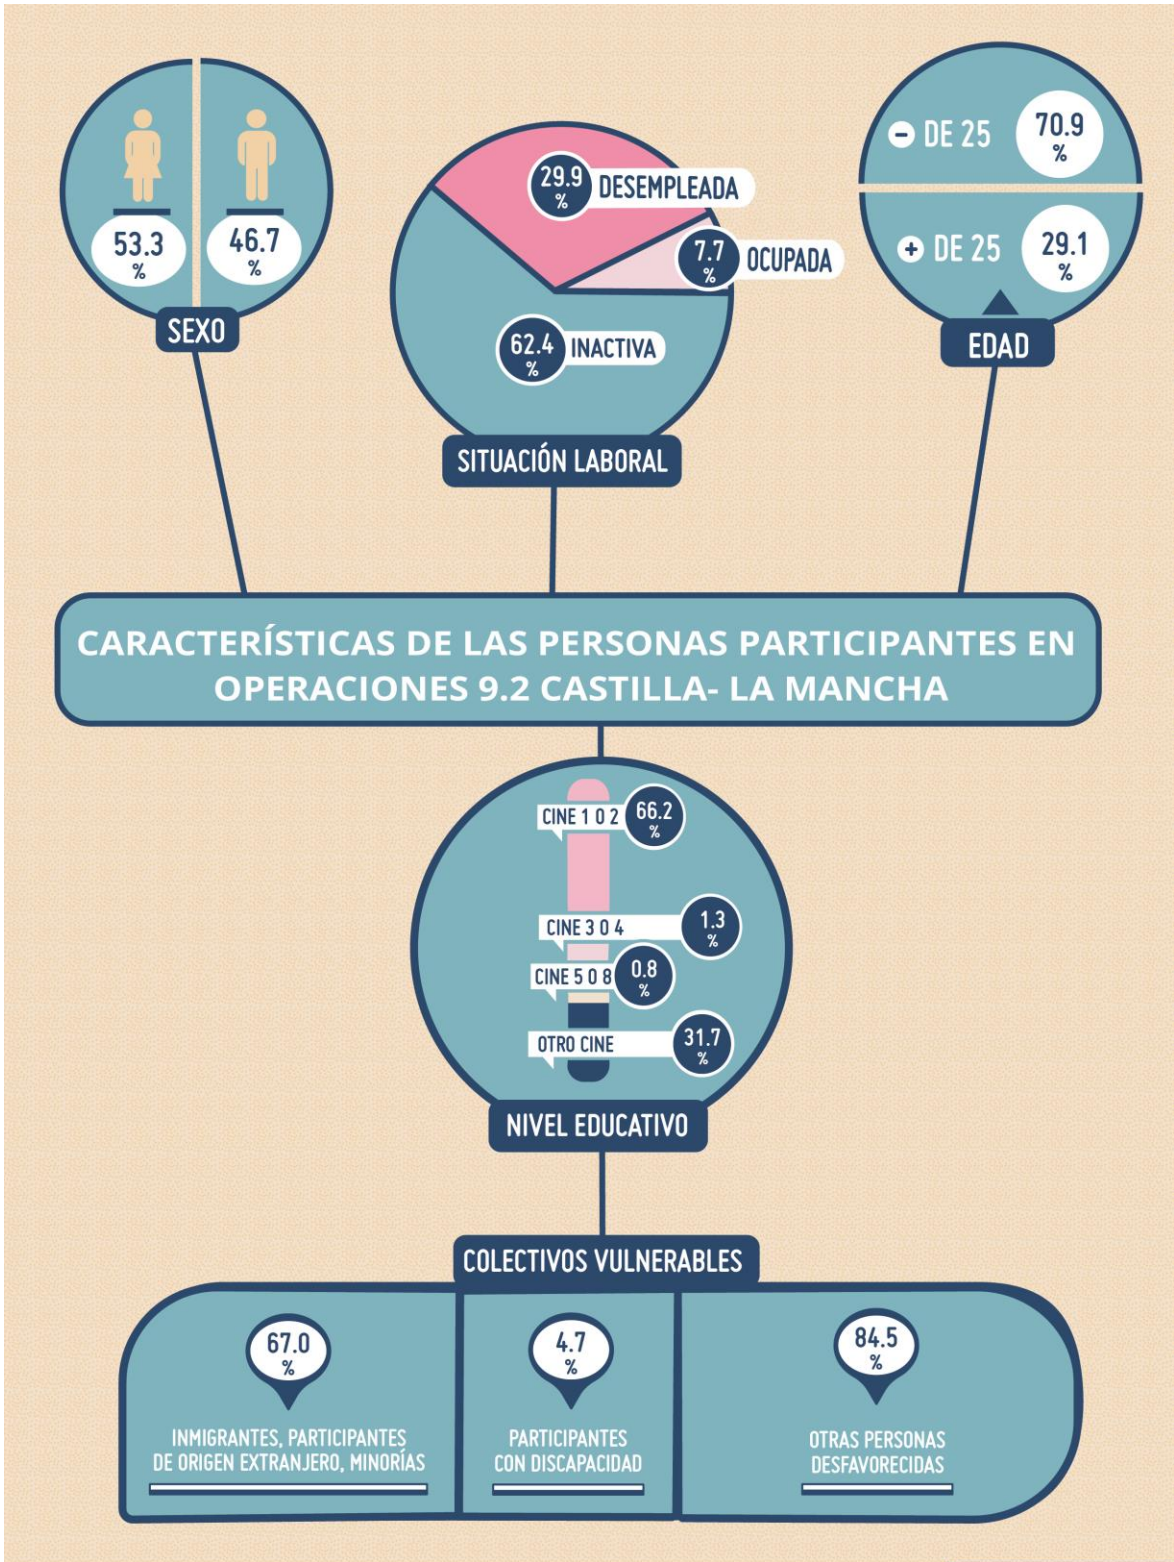 53.3
%
46.7
%
SEXO
29.9
%
DESEMPLEADA
7.7
%
OCUPADA
62.4
%
INACTIVA
SITUACIÓN LABORAL
- DE 25
70.9
%
+ DE 25
29.1
%
EDAD
CARACTERÍSTICAS DE LAS PERSONAS PARTICIPANTES EN
OPERACIONES 9.2 CASTILLA- LA MANCHA
CINE 1 O 2
66.2
%
CINE 3 O 4
1.3
%
CINE 5 O 8
0.8
%
OTRO CINE
31.7
%
NIVEL EDUCATIVO
COLECTIVOS VULNERABLES
67.0
%
INMIGRANTES, PARTICIPANTES
DE ORIGEN EXTRANJERO, MINORÍAS
4.7
%
PARTICIPANTES
CON DISCAPACIDAD
84.5
%
OTRAS PERSONAS
DESFAVORECIDAS